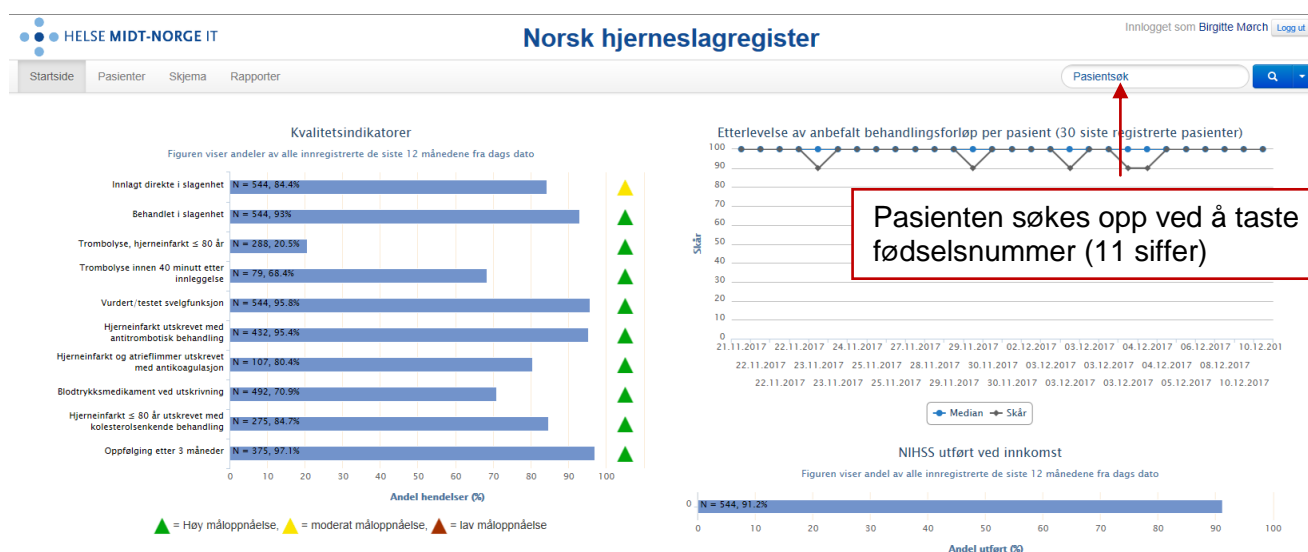 HELSE MIDT-NORGE IT
Norsk hjerneslagregister
Innlogget som Birgitte Mørch Logg ut
Startside Pasienter Skjema Rapporter
Pasientsøk
Kvalitetsindikatorer
Figuren viser andeler av alle innregistrerte de siste 12 månedene fra dags dato
Innlagt direkte i slagenhet N = 544, 84.4%
Behandlet i slagenhet N = 544, 93%
Trombolyse, hjerneinfarkt ≤ 80 år N = 288, 20.5%
Trombolyse innen 40 minutt etter
innleggelse N = 79, 68.4%
Vurdert/testet svelgfunksjon N = 544, 95.8%
Hjerneinfarkt utskrevet med
antitrombotisk behandling N = 432, 95.4%
Hjerneinfarkt og atrieflimmer utskrevet
med antikoagulasjon N = 107, 80.4%
Blodtrykksmedikament ved utskrivning N = 492, 70.9%
Hjerneinfarkt ≤ 80 år utskrevet med
kolesterolsenkende behandling N = 275, 84.7%
Oppfølging etter 3 måneder N = 375, 97.1%
0 10 20 30 40 50 60 70 80 90 100
Andel hendelser (%)
= Høy måloppnåelse, = moderat måloppnåelse, = lav måloppnåelse
Etterlevelse av anbefalt behandlingsforløp per pasient (30 siste registrerte pasienter)
100
90
80
70
60
50
40
30
20
10
0
Skår
Pasienten søkes opp ved å taste
fødselsnummer (11 siffer)
21.11.2017 22.11.2017 24.11.2017 27.11.2017 29.11.2017 02.12.2017 03.12.2017 04.12.2017 06.12.2017 10.12.201
22.11.2017 23.11.2017 25.11.2017 28.11.2017 30.11.2017 03.12.2017 03.12.2017 04.12.2017 08.12.2017
22.11.2017 23.11.2017 25.11.2017 29.11.2017 30.11.2017 03.12.2017 03.12.2017 05.12.2017 10.12.2017
Median Skår
NIHSS utført ved innkomst
Figuren viser andel av alle innregistrerte de siste 12 månedene fra dags dato
0 N = 544, 91.2%
0 10 20 30 40 50 60 70 80 90 100
Andel utført (%)